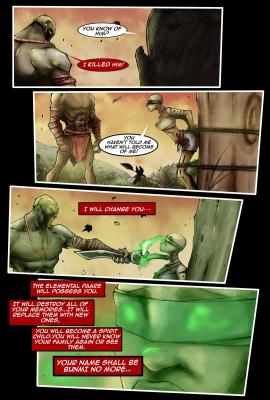 YOU KNOW OF
HIM?
I KILLED HIM!
YOU
HAVEN'T TOLD ME
WHAT WILL BECOME
OF ME!
I WILL CHANGE YOU...
THE ELEMENTAL
WILL POSSESS YOU.
IT WILL DESTROY ALL OF
YOUR MEMORIES...IT WILL
REPLACE THEM WITH NEW
ONES,
YOU WILL BECOME A SPIRIT
CHILD.YOU WILL NEVER KNOW
YOUR FAMILY AGAIN OR SEE
THEM.
YOUR NAME SHALL BE
BUNMI NO MORE...